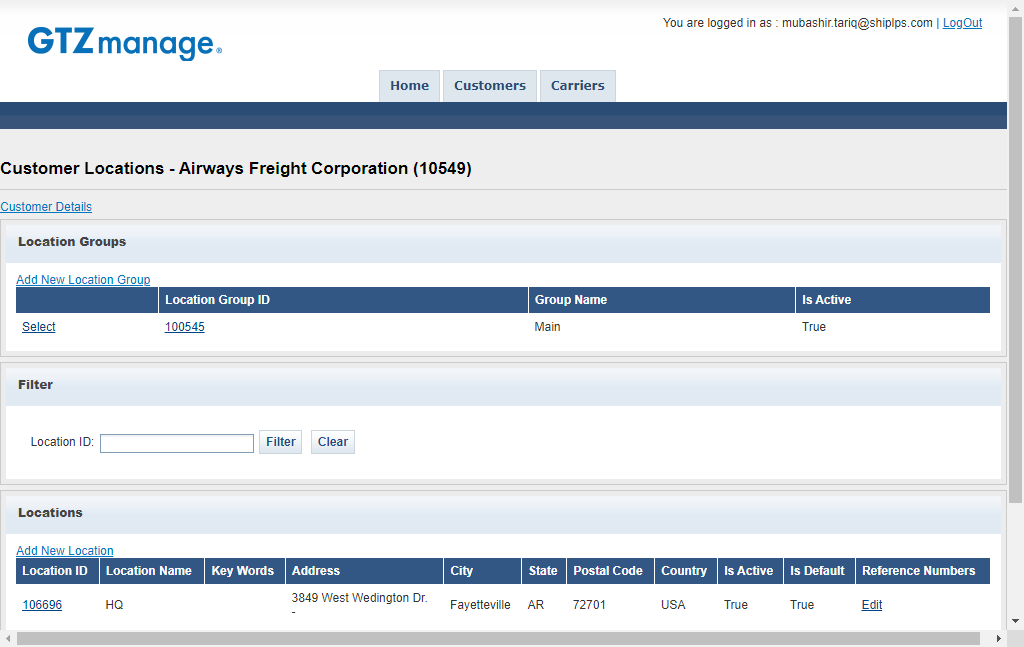 You are logged in as : mubashir.tariq@shiplps.com | LogOut
GTZmanage®
Home Customers Carriers
Customer Locations - Airways Freight Corporation (10549)
Customer Details
Location Groups
Add New Location Group
Location Group ID Group Name Is Active
Select 100545 Main True
Filter
Location ID: Filter Clear
Locations
Add New Location
Location ID Location Name Key Words Address City State Postal Code Country Is Active Is Default Reference Numbers
106696 HQ 3849 West Wedington Dr. Fayetteville AR 72701 USA True True Edit
-